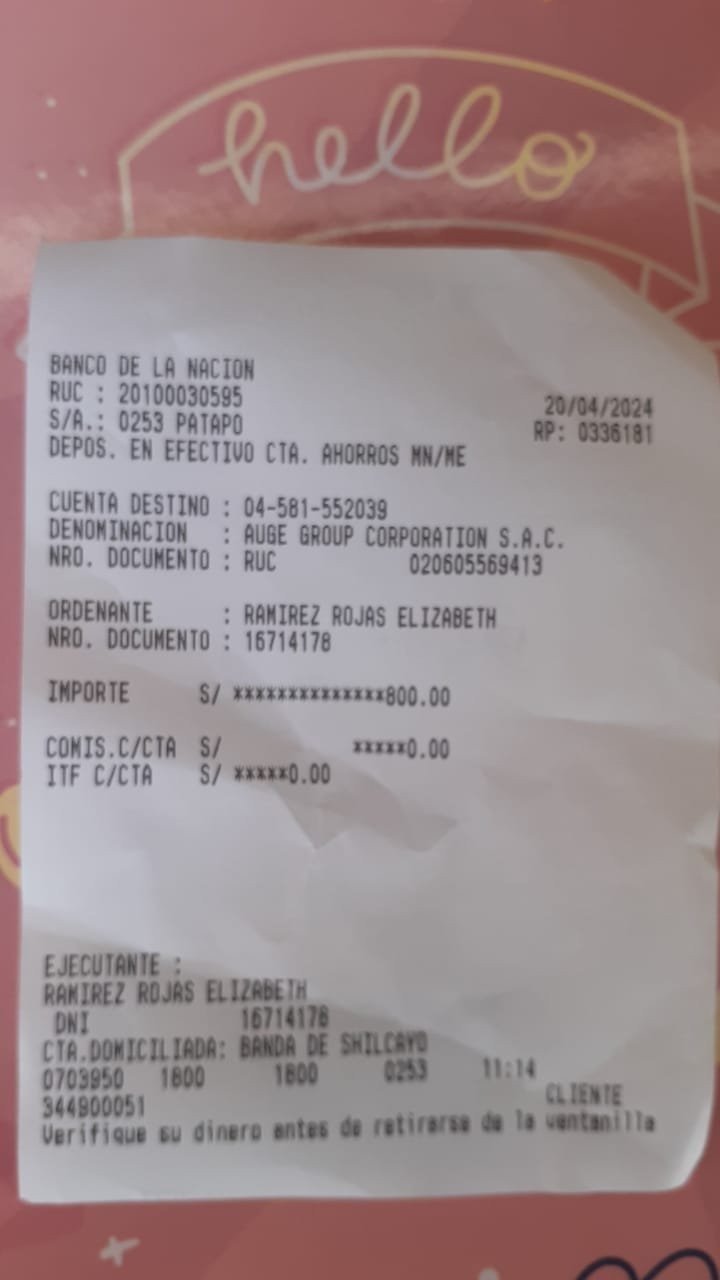 hello
BANCO DE LA NACION
RUC : 20100030595
20/04/2024
S/A.: 0253 PATAPO
RP: 0336181
DEPOS. EN EFECTIVO CTA. AHORROS MN/ME
CUENTA DESTINO : 04-581-552039
DENOMINACION : AUGE GROUP CORPORATION S.A.C.
NRO. DOCUMENTO : RUC 020605569413
ORDENANTE : RAMIREZ ROJAS ELIZABETH
NRO. DOCUMENTO : 16714178
IMPORTE S/ **************800.00
COMIS.C/CTA S/ *****0.00
ITF C/CTA S/ *****0.00
EJECUTANTE :
RAMIREZ ROJAS ELIZABETH
DNI 16714178
CTA.DOMICILIADA: BANDA DE SHILCAYO
0703950 1800 1800 0253 11:14
CLIENTE
344900051
Verifique su dinero antes de retirarse de la ventanilla